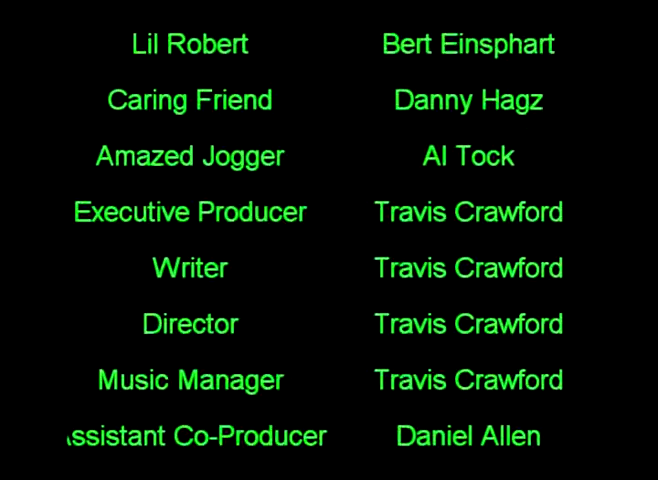 Lil Robert Bert Einsphart
Caring Friend Danny Hagz
Amazed Jogger Al Tock
Executive Producer Travis Crawford
Writer Travis Crawford
Director Travis Crawford
Music Manager Travis Crawford
Assistant Co-Producer Daniel Allen